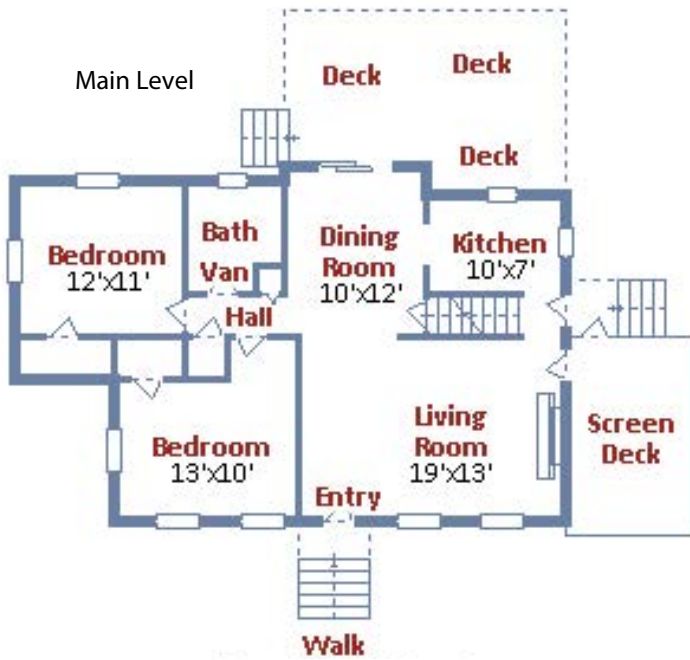 Main Level
Deck
Deck
Deck
Bedroom
12'x11'
Bath
Van
Dining
Room
10'x12'
Kitchen
10'x7'
Hall
Bedroom
13'x10'
Living
Room
19'x13'
Screen
Deck
Entry
Walk